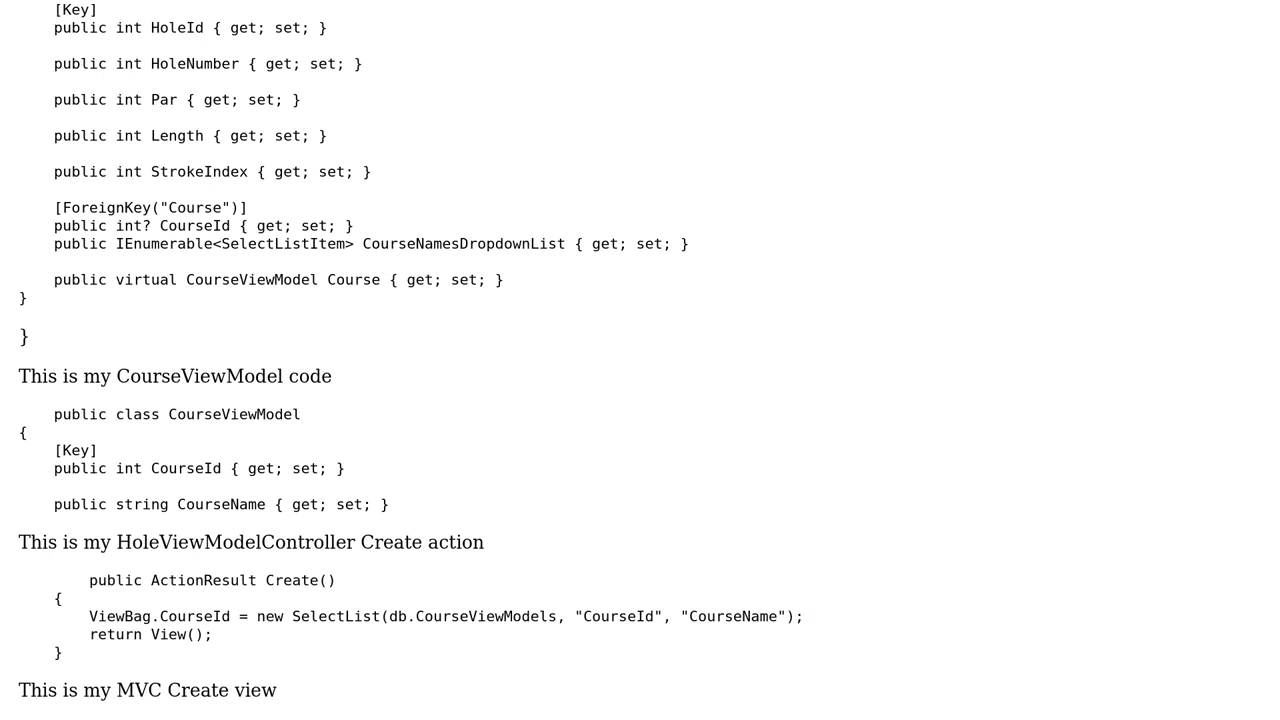 [Key]
public int HoleId { get; set; }
public int HoleNumber { get; set; }
public int Par { get; set; }
public int Length { get; set; }
public int StrokeIndex { get; set; }
[ForeignKey("Course")]
public int? CourseId { get; set; }
public IEnumerable<SelectListItem> CourseNamesDropdownList { get; set; }
public virtual CourseViewModel Course { get; set; }
}
}
This is my CourseViewModel code
public class CourseViewModel
{
[Key]
public int CourseId { get; set; }
public string CourseName { get; set; }
This is my HoleViewModelController Create action
public ActionResult Create()
{
ViewBag.CourseId = new SelectList(db.CourseViewModels, "CourseId", "CourseName");
return View();
}
This is my MVC Create view